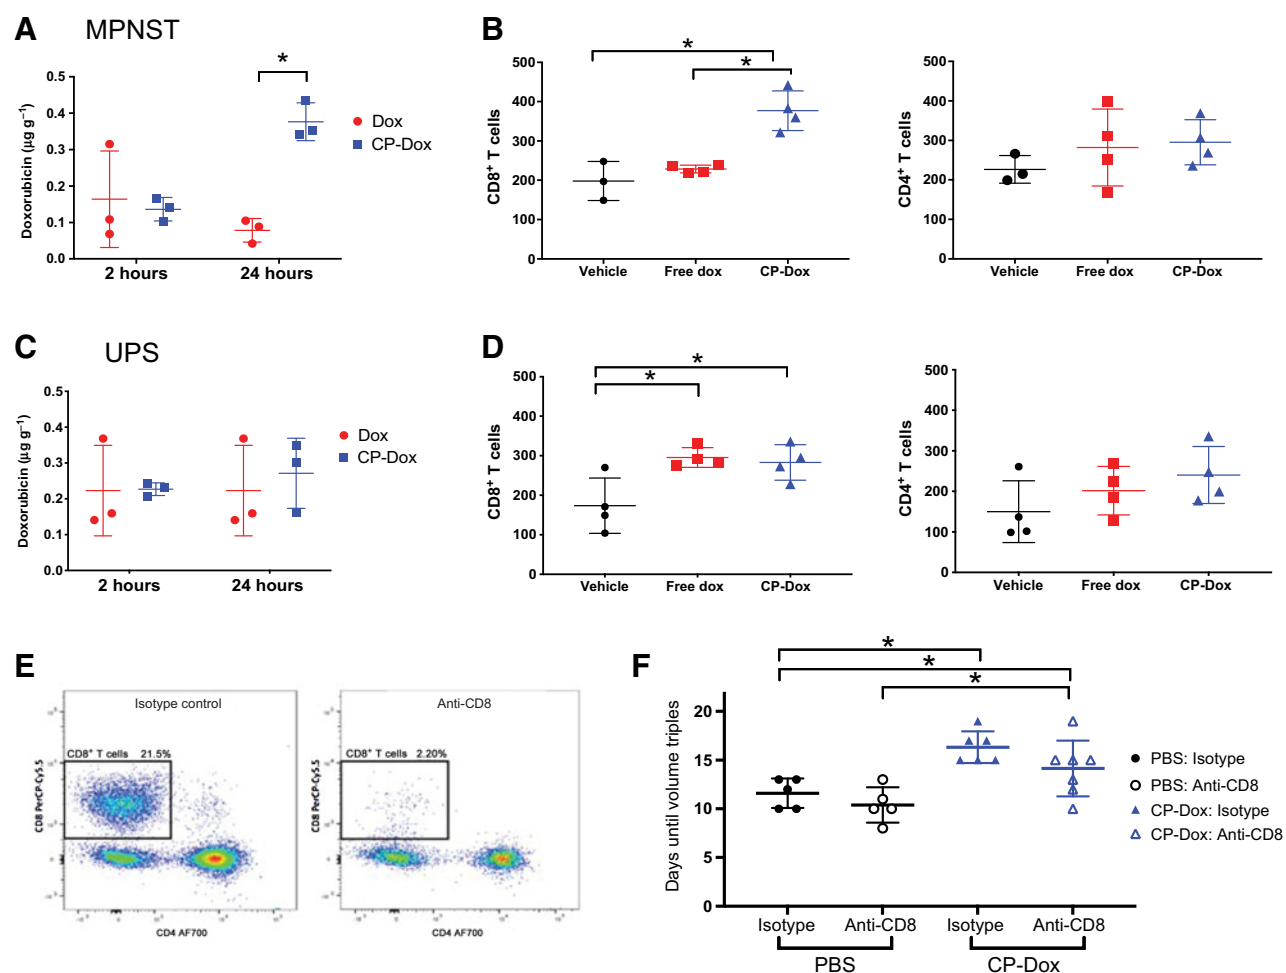 A
MPNST
*
0.5
0.4
0.3
0.2
0.1
0.0
Doxorubicin (µg g⁻¹)
2 hours
24 hours
Dox
CP-Dox
B
*
*
500
400
300
200
100
0
CD8⁺ T cells
Vehicle
Free dox
CP-Dox
500
400
300
200
100
0
CD4⁺ T cells
Vehicle
Free dox
CP-Dox
C
UPS
0.5
0.4
0.3
0.2
0.1
0.0
Doxorubicin (µg g⁻¹)
2 hours
24 hours
Dox
CP-Dox
D
*
*
500
400
300
200
100
0
CD8⁺ T cells
Vehicle
Free dox
CP-Dox
500
400
300
200
100
0
CD4⁺ T cells
Vehicle
Free dox
CP-Dox
E
Isotype control
CD8⁺ T cells 21.5%
CD8 PerCP-Cy5.5
CD4 AF700
Anti-CD8
CD8⁺ T cells 2.20%
CD8 PerCP-Cy5.5
CD4 AF700
F
*
*
*
20
15
10
5
0
Days until volume triples
Isotype
Anti-CD8
Isotype
Anti-CD8
PBS
CP-Dox
PBS: Isotype
PBS: Anti-CD8
CP-Dox: Isotype
CP-Dox: Anti-CD8